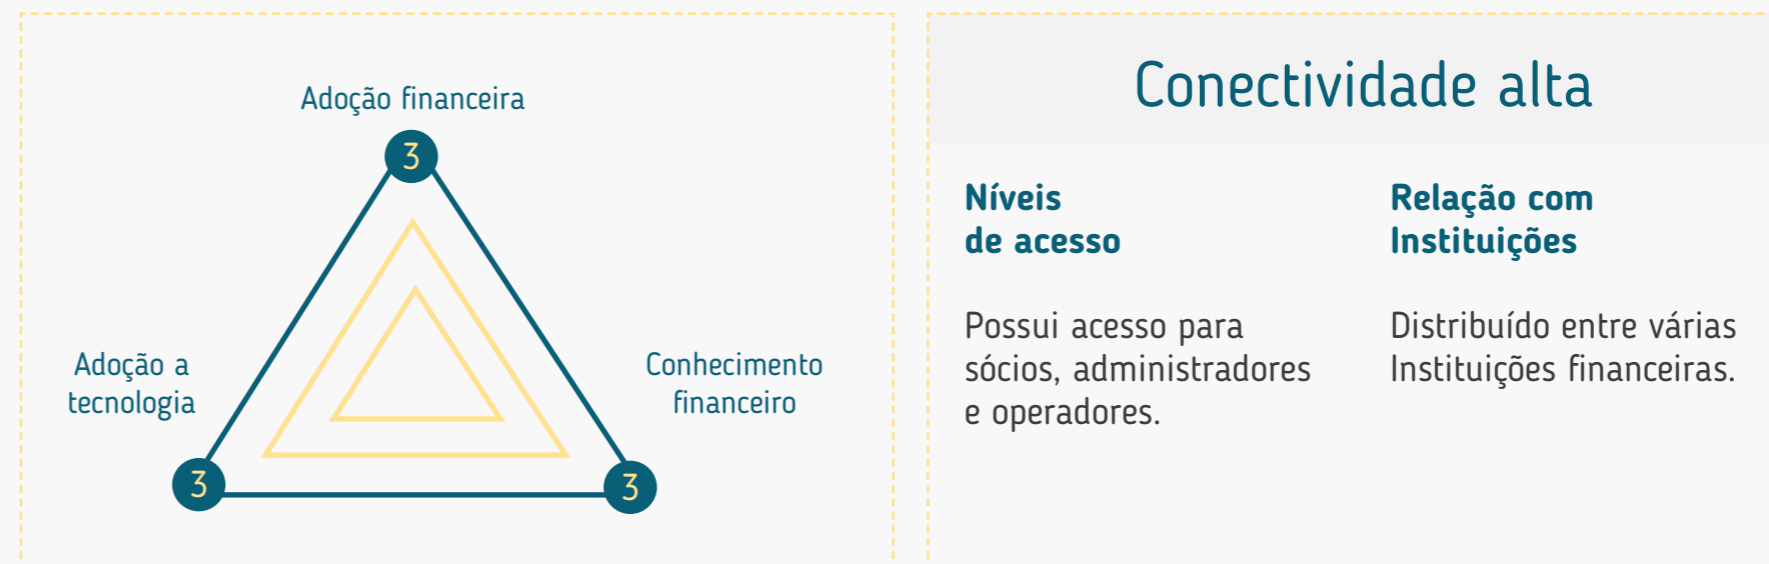 Adoção financeira
3
Adoção a
tecnologia
Conhecimento
financeiro
3
3
Conectividade alta
Níveis
de acesso
Possui acesso para
sócios, administradores
e operadores.
Relação com
Instituições
Distribuído entre várias
Instituições financeiras.